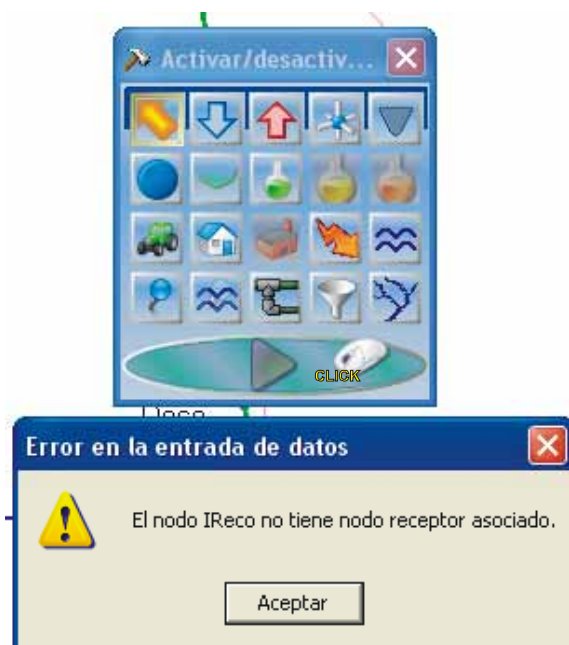 Activar/desactiv...
CLICK
Error en la entrada de datos
El nodo IReco no tiene nodo receptor asociado.
Aceptar